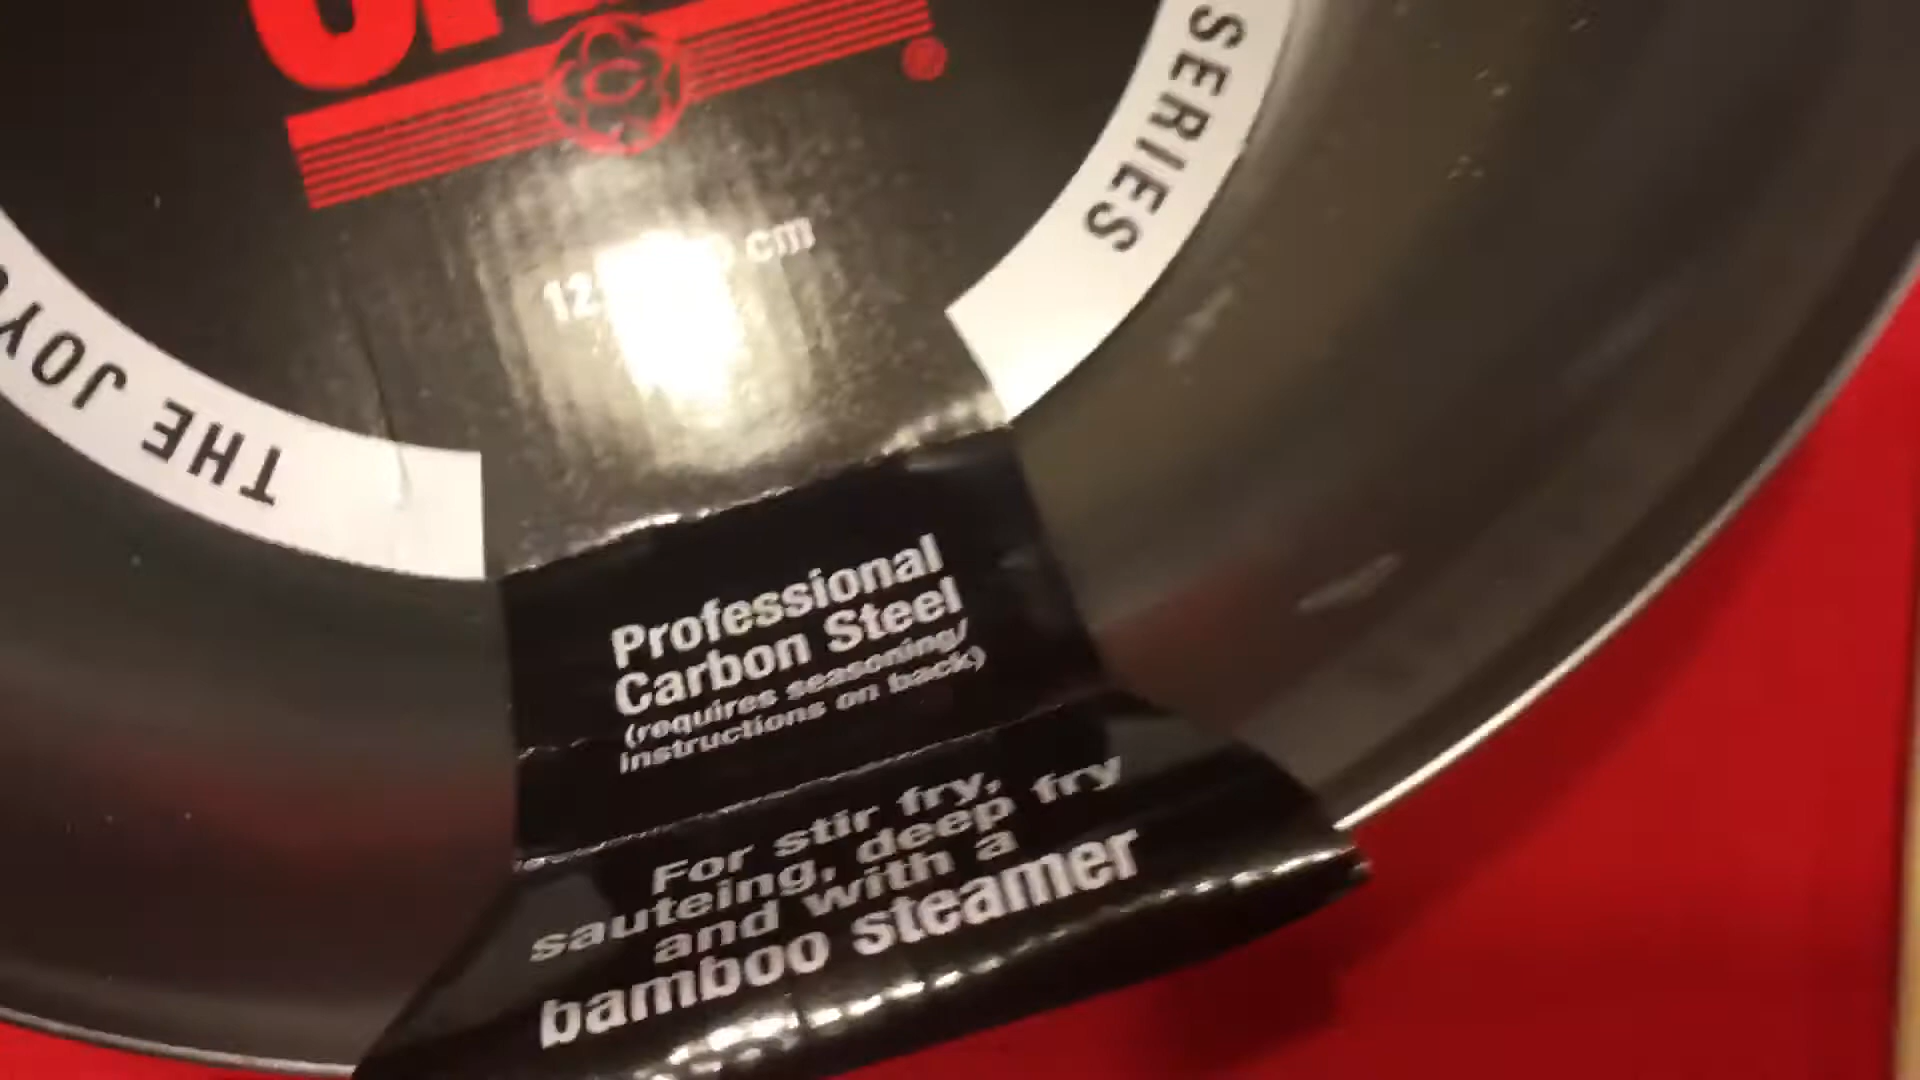 SERIES
cm
THE
Professional
Carbon Steel
(requires seasoning/
instructions on back)
For stir fry,
sauteing, deep fry
and with a
bamboo steamer